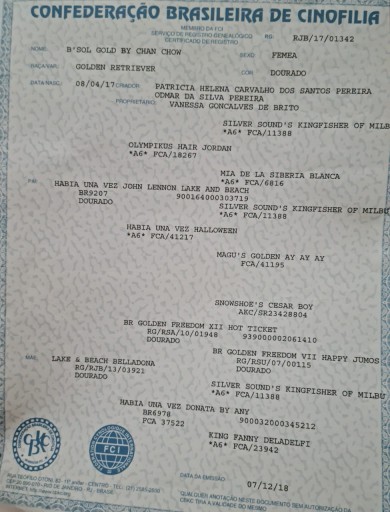 CONFEDERAÇÃO BRASILEIRA DE CINOFILIA
MEMBRO DA FCI
SERVIÇO DE REGISTRO GENEALÓGICO
CERTIFICADO DE REGISTRO
RG. RJB/17/01342
NOME: B'SOL GOLD BY CHAN CHOW
SEXO: FEMEA
RAÇA/VAR: GOLDEN RETRIEVER
COR: DOURADO
DATA NASC.: 08/04/17 CRIADOR: PATRICIA HELENA CARVALHO DOS SANTOS PEREIRA
ODMAR DA SILVA PEREIRA
PROPRIETÁRIO: VANESSA GONCALVES DE BRITO
SILVER SOUND'S KINGFISHER OF MILBU
*A6* FCA/11388
OLYMPIKUS HAIR JORDAN
*A6* FCA/18267
MIA DE LA SIBERIA BLANCA
*A6* FCA/6816
PAI: HABIA UNA VEZ JOHN LENNON LAKE AND BEACH
BR9207 900164000303719
DOURADO
SILVER SOUND'S KINGFISHER OF MILBU
*A6* FCA/11388
HABIA UNA VEZ HALLOWEEN
*A6* FCA/41217
MAGU'S GOLDEN AY AY AY
FCA/41195
SNOWSHOE'S CESAR BOY
AKC/SR23428804
BR GOLDEN FREEDOM XII HOT TICKET
RG/RSA/10/01948 939000002061410
DOURADO
BR GOLDEN FREEDOM VII HAPPY JUMOS
RG/RSU/07/00115
DOURADO
MÃE: LAKE & BEACH BELLADONA
RG/RJB/13/03921
DOURADO
SILVER SOUND'S KINGFISHER OF MILBU
*A6* FCA/11388
HABIA UNA VEZ DONATA BY ANY
BR6978 900032000345212
FCA 37522
KING FANNY DELADELFI
*A6* FCA/23942
CBKC
FCI
DATA DA EMISSÃO
07/12/18
QUALQUER ANOTAÇÃO NESTE DOCUMENTO SEM AUTORIZAÇÃO DA
CBKC TIRA A VALIDADE DO MESMO